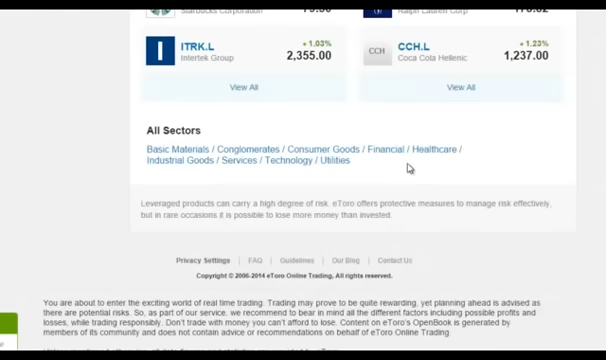 Starbucks Corporation 79.30 Ralph Lauren Corp
ITRK.L 1.03%
Intertek Group 2,355.00
CCH CCH.L 1.23%
Coca Cola Hellenic 1,237.00
View All View All
All Sectors
Basic Materials / Conglomerates / Consumer Goods / Financial / Healthcare /
Industrial Goods / Services / Technology / Utilities
Leveraged products can carry a high degree of risk. eToro offers protective measures to manage risk effectively,
but in rare occasions it is possible to lose more money than invested.
Privacy Settings | FAQ | Guidelines | Our Blog | Contact Us
Copyright © 2006-2014 eToro Online Trading, All rights reserved.
You are about to enter the exciting world of real time trading. Trading may prove to be quite rewarding, yet planning ahead is advised as
there are potential risks. So, as part of our service, we recommend to bear in mind all the different factors including possible profits and
losses, while trading responsibly. Don't trade with money you can't afford to lose. Content on eToro's OpenBook is generated by
members of its community and does not contain advice or recommendations on behalf of eToro Online Trading.